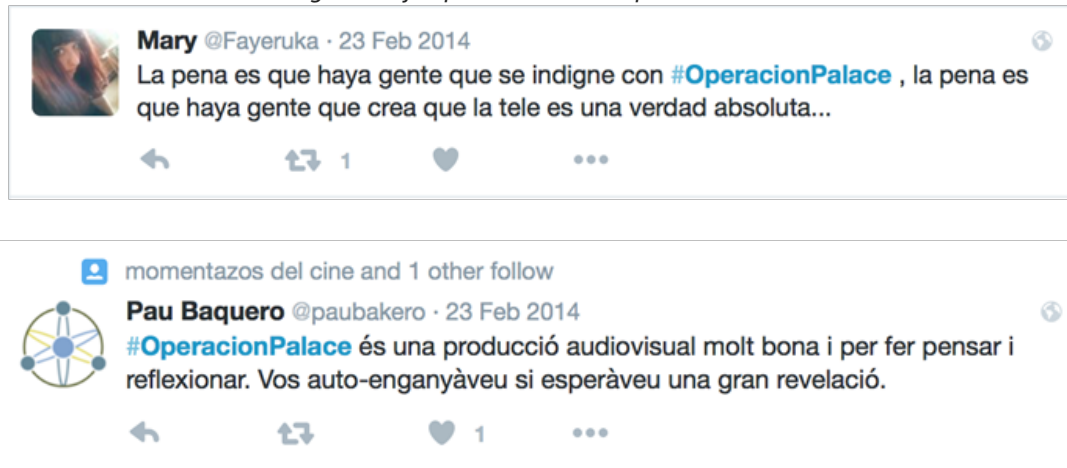 Mary @Fayeruka · 23 Feb 2014
La pena es que haya gente que se indigne con #OperacionPalace , la pena es
que haya gente que crea que la tele es una verdad absoluta...
1
momentazos del cine and 1 other follow
Pau Baquero @paubakero · 23 Feb 2014
#OperacionPalace és una producció audiovisual molt bona i per fer pensar i
reflexionar. Vos auto-enganyàveu si esperàveu una gran revelació.
1